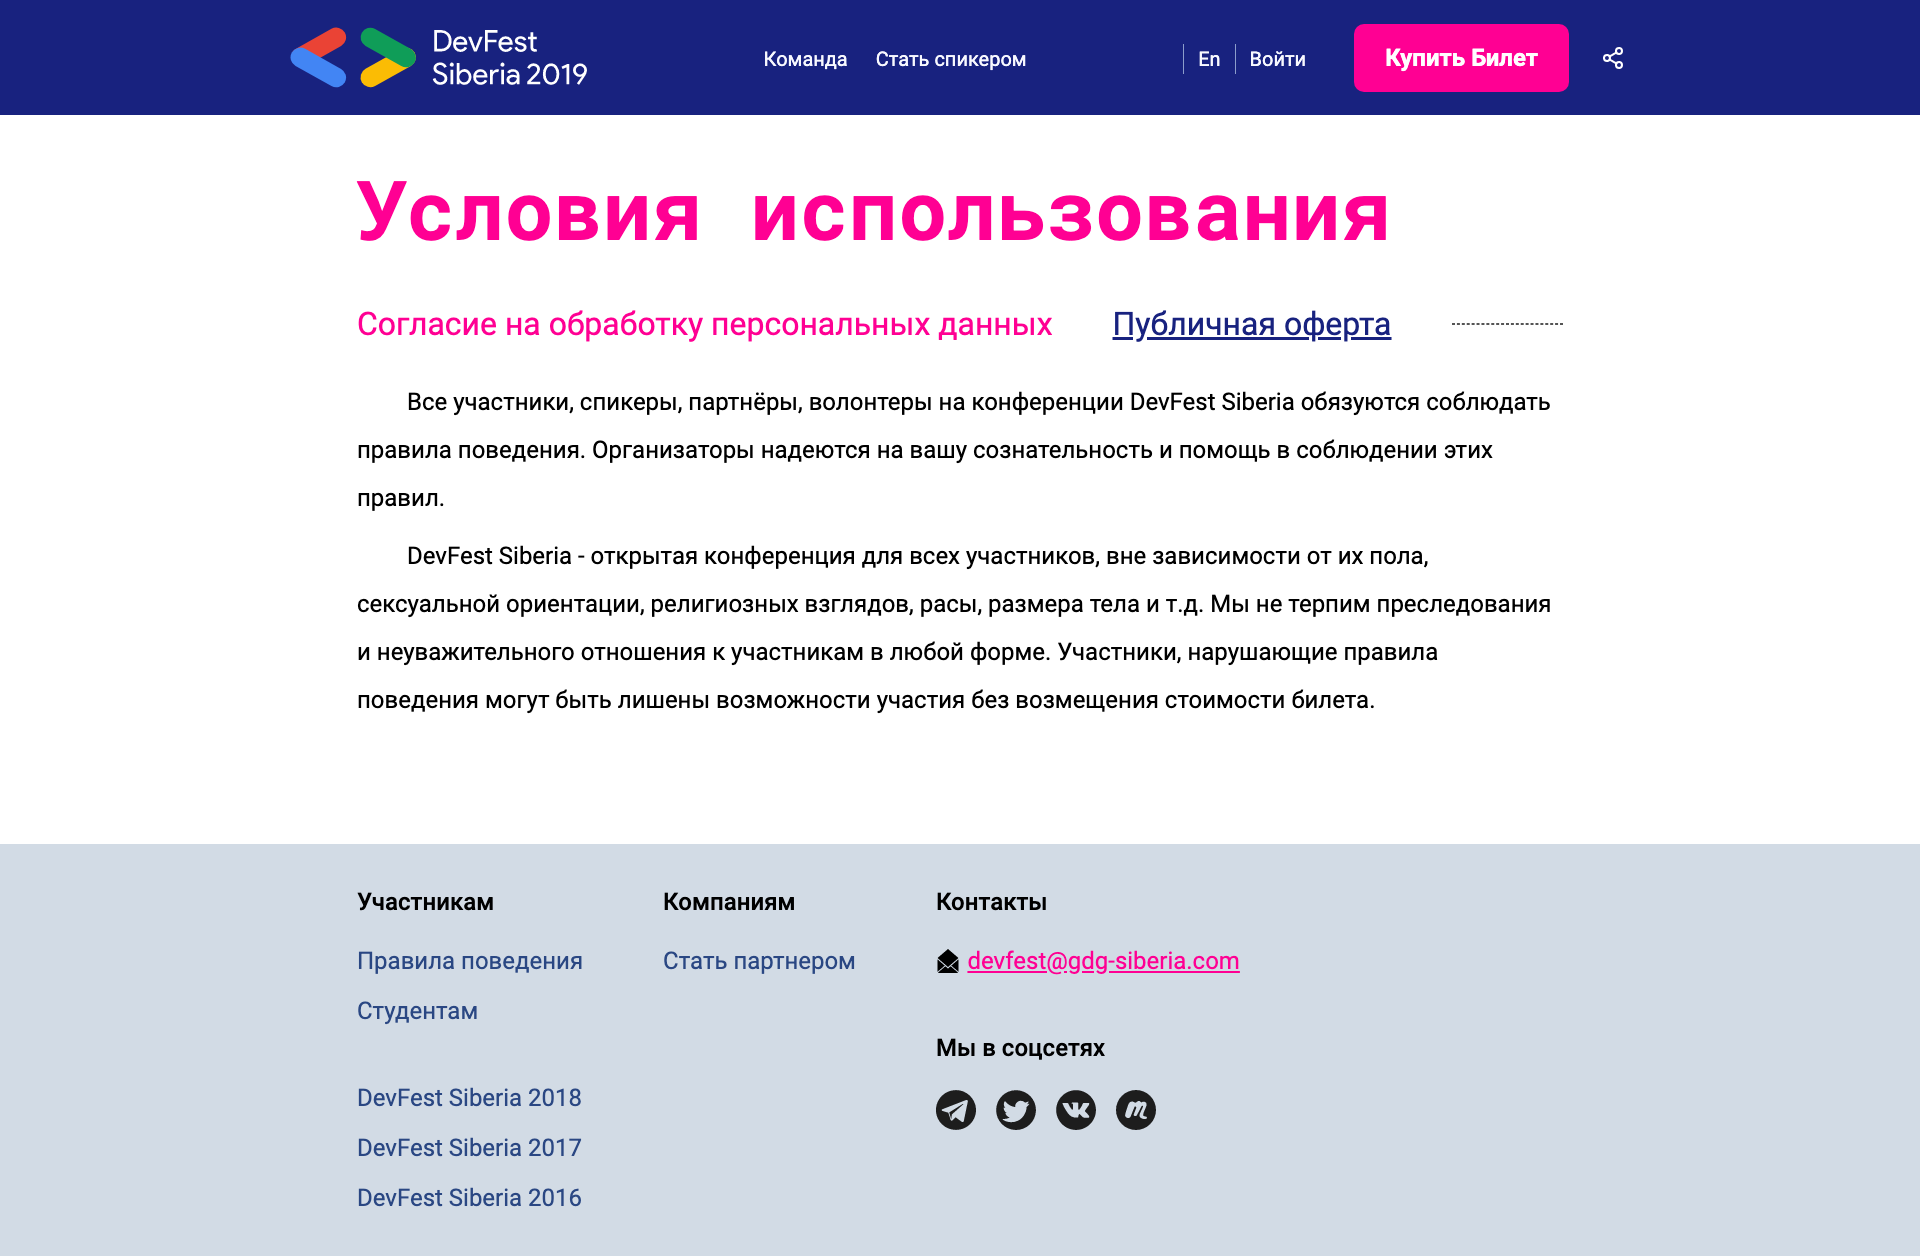 DevFest
Siberia 2019
Команда
Стать спикером
En
Войти
Купить Билет
Условия использования
Согласие на обработку персональных данных
Публичная оферта
Все участники, спикеры, партнёры, волонтеры на конференции DevFest Siberia обязуются соблюдать
правила поведения. Организаторы надеются на вашу сознательность и помощь в соблюдении этих
правил.
DevFest Siberia - открытая конференция для всех участников, вне зависимости от их пола,
сексуальной ориентации, религиозных взглядов, расы, размера тела и т.д. Мы не терпим преследования
и неуважительного отношения к участникам в любой форме. Участники, нарушающие правила
поведения могут быть лишены возможности участия без возмещения стоимости билета.
Участникам
Правила поведения
Студентам
DevFest Siberia 2018
DevFest Siberia 2017
DevFest Siberia 2016
Компаниям
Стать партнером
Контакты
devfest@gdg-siberia.com
Мы в соцсетях